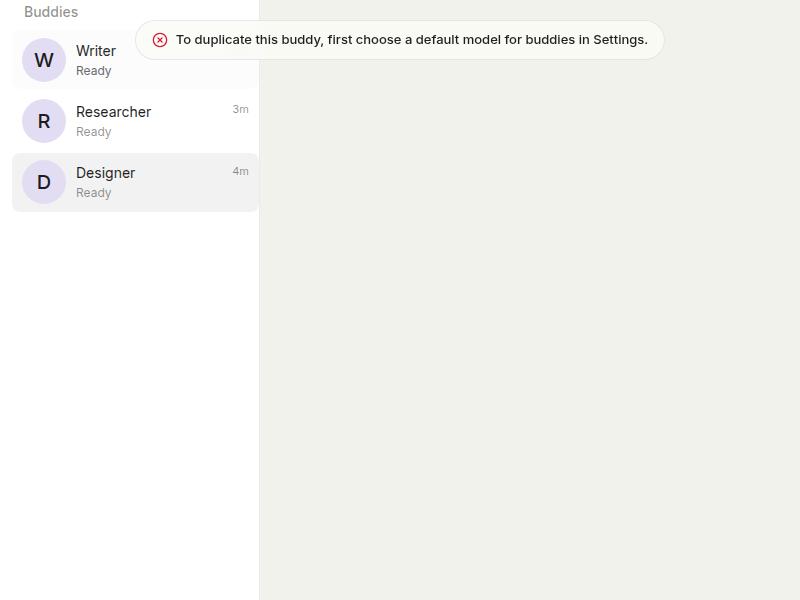 Buddies
To duplicate this buddy, first choose a default model for buddies in Settings.
W
Writer
Ready
R
Researcher
3m
Ready
D
Designer
4m
Ready